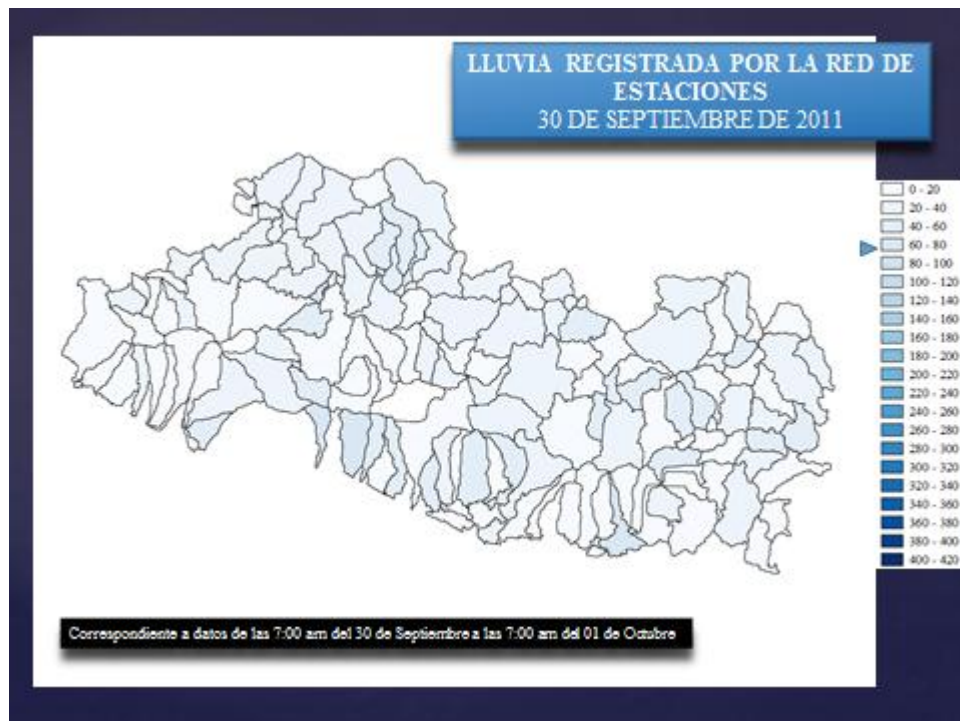 LLUVIA REGISTRADA POR LA RED DE
ESTACIONES
30 DE SEPTIEMBRE DE 2011
0 - 20
20 - 40
40 - 60
60 - 80
80 - 100
100 - 120
120 - 140
140 - 160
160 - 180
180 - 200
200 - 220
220 - 240
240 - 260
260 - 280
280 - 300
300 - 320
320 - 340
340 - 360
360 - 380
380 - 400
400 - 420
Correspondiente a datos de las 7:00 am del 30 de Septiembre a las 7:00 am del 01 de Octubre